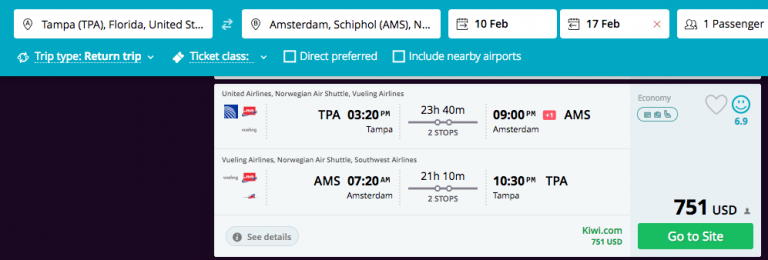 Tampa (TPA), Florida, United St...
Amsterdam, Schiphol (AMS), N...
10 Feb
17 Feb
1 Passenger
Trip type: Return trip
Ticket class:
Direct preferred
Include nearby airports
United Airlines, Norwegian Air Shuttle, Vueling Airlines
TPA 03:20 PM
Tampa
23h 40m
2 STOPS
09:00 PM +1 AMS
Amsterdam
vueling
Economy
6.9
Vueling Airlines, Norwegian Air Shuttle, Southwest Airlines
vueling
AMS 07:20 AM
Amsterdam
21h 10m
2 STOPS
10:30 PM TPA
Tampa
751 USD
See details
Kiwi.com
751 USD
Go to Site